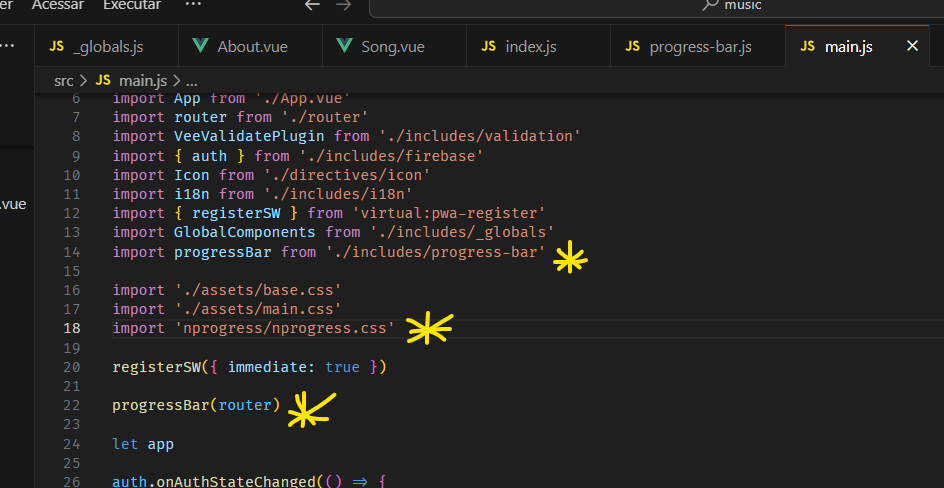 er Acessar Executar ... music
... JS _globals.js About.vue Song.vue JS index.js JS progress-bar.js JS main.js
src > JS main.js > ...
.vue
6 import App from './App.vue'
7 import router from './router'
8 import VeeValidatePlugin from './includes/validation'
9 import { auth } from './includes/firebase'
10 import Icon from './directives/icon'
11 import i18n from './includes/i18n'
12 import { registerSW } from 'virtual:pwa-register'
13 import GlobalComponents from './includes/_globals'
14 import progressBar from './includes/progress-bar'
15
16 import './assets/base.css'
17 import './assets/main.css'
18 import 'nprogress/nprogress.css'
19
20 registerSW({ immediate: true })
21
22 progressBar(router)
23
24 let app
25
26 auth.onAuthStateChanged(() => {